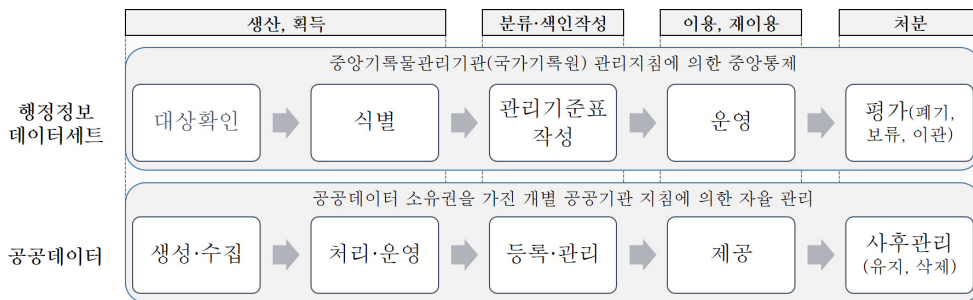 생산, 획득
분류·색인작성
이용, 재이용
처분
중앙기록물관리기관(국가기록원) 관리지침에 의한 중앙통제
행정정보
데이터세트
대상확인
식별
관리기준표
작성
운영
평가(폐기,
보류, 이관)
공공데이터 소유권을 가진 개별 공공기관 지침에 의한 자율 관리
공공데이터
생성·수집
처리·운영
등록·관리
제공
사후관리
(유지, 삭제)